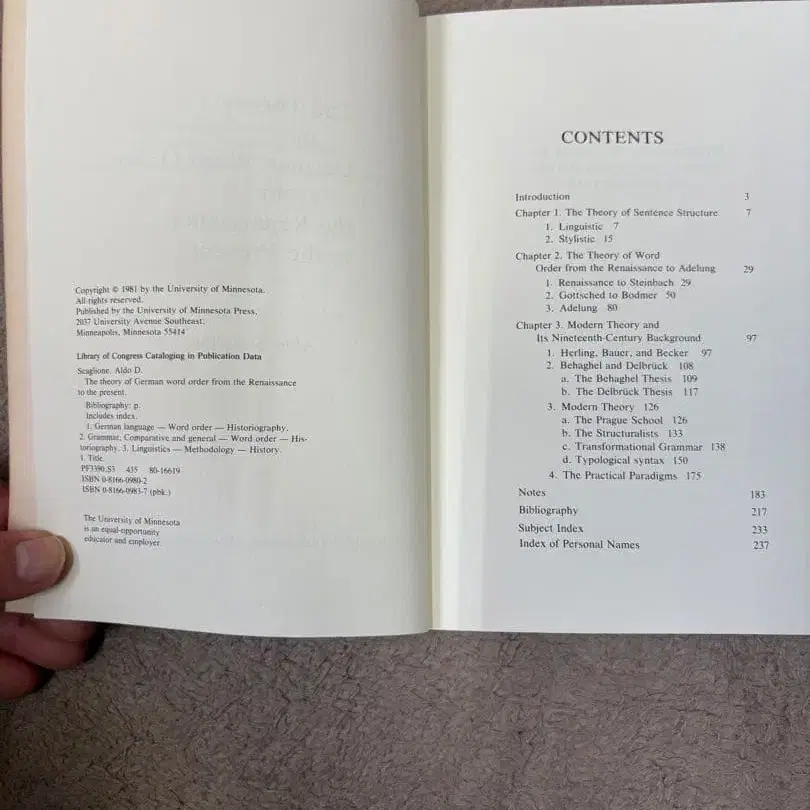 Copyright © 1981 by the University of Minnesota.
All rights reserved.
Published by the University of Minnesota Press,
2037 University Avenue Southeast,
Minneapolis, Minnesota 55414
Library of Congress Cataloging in Publication Data
Scaglione, Aldo D.
The theory of German word order from the Renaissance
to the present.
Bibliography: p.
Includes index.
1. German language — Word order — Historiography.
2. Grammar, Comparative and general — Word order — His-
toriography. 3. Linguistics — Methodology — History.
I. Title.
PF3390.S3 435 80-16619
ISBN 0-8166-0980-2
ISBN 0-8166-0983-7 (pbk.)
The University of Minnesota
is an equal-opportunity
educator and employer.
CONTENTS
Introduction 3
Chapter 1. The Theory of Sentence Structure 7
1. Linguistic 7
2. Stylistic 15
Chapter 2. The Theory of Word
Order from the Renaissance to Adelung 29
1. Renaissance to Steinbach 29
2. Gottsched to Bodmer 50
3. Adelung 80
Chapter 3. Modern Theory and
Its Nineteenth-Century Background 97
1. Herling, Bauer, and Becker 97
2. Behaghel and Delbrück 108
a. The Behaghel Thesis 109
b. The Delbrück Thesis 117
3. Modern Theory 126
a. The Prague School 126
b. The Structuralists 133
c. Transformational Grammar 138
d. Typological syntax 150
4. The Practical Paradigms 175
Notes 183
Bibliography 217
Subject Index 233
Index of Personal Names 237